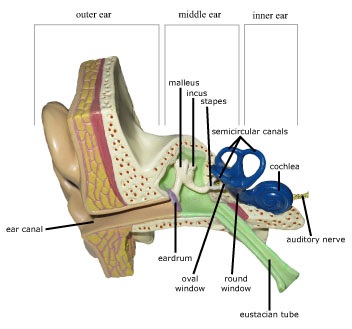 outer ear
middle ear
inner ear
malleus
incus
stapes
semicircular canals
cochlea
ear canal
auditory nerve
eardrum
oval
window
round
window
eustacian tube